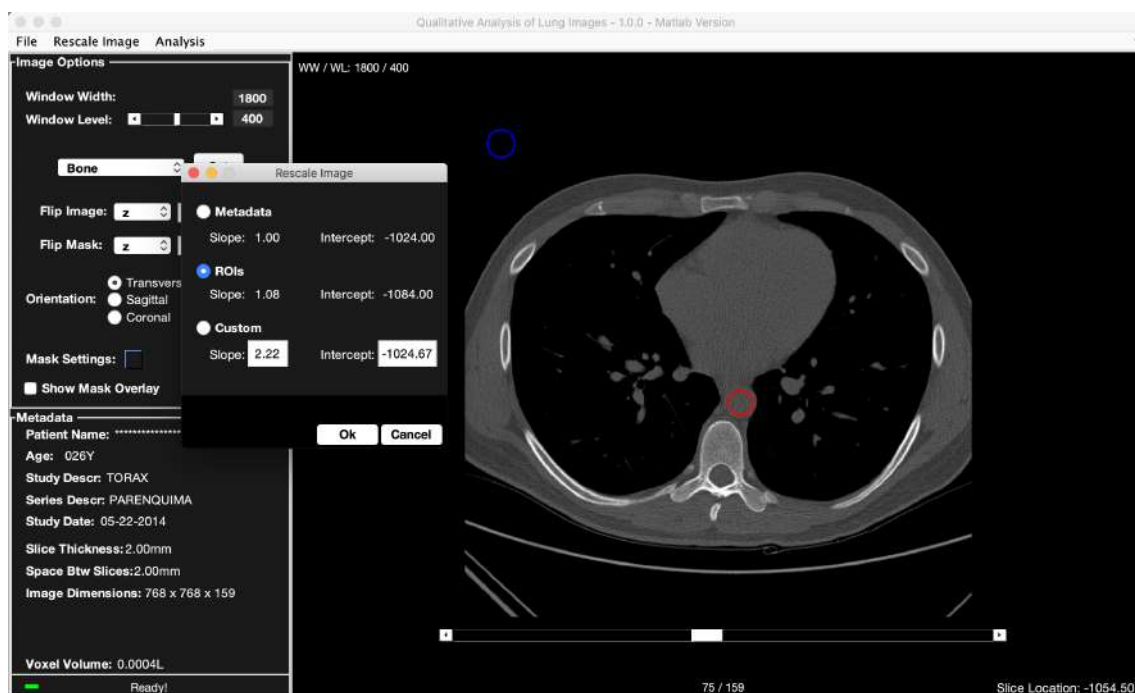 Qualitative Analysis of Lung Images - 1.0.0 - Matlab Version
File Rescale Image Analysis
Image Options
WW / WL: 1800 / 400
Window Width: 1800
Window Level: 400
Bone
Rescale Image
Flip Image: z
Flip Mask: z
Orientation:
Transvers
Sagittal
Coronal
Mask Settings:
Show Mask Overlay
Metadata
Slope: 1.00 Intercept: -1024.00
ROIs
Slope: 1.08 Intercept: -1084.00
Custom
Slope: 2.22 Intercept: -1024.67
Ok Cancel
Metadata
Patient Name: ****************
Age: 026Y
Study Descr: TORAX
Series Descr: PARENQUIMA
Study Date: 05-22-2014
Slice Thickness:2.00mm
Space Btw Slices:2.00mm
Image Dimensions: 768 x 768 x 159
Voxel Volume: 0.0004L
Ready!
75 / 159
Slice Location: -1054.50